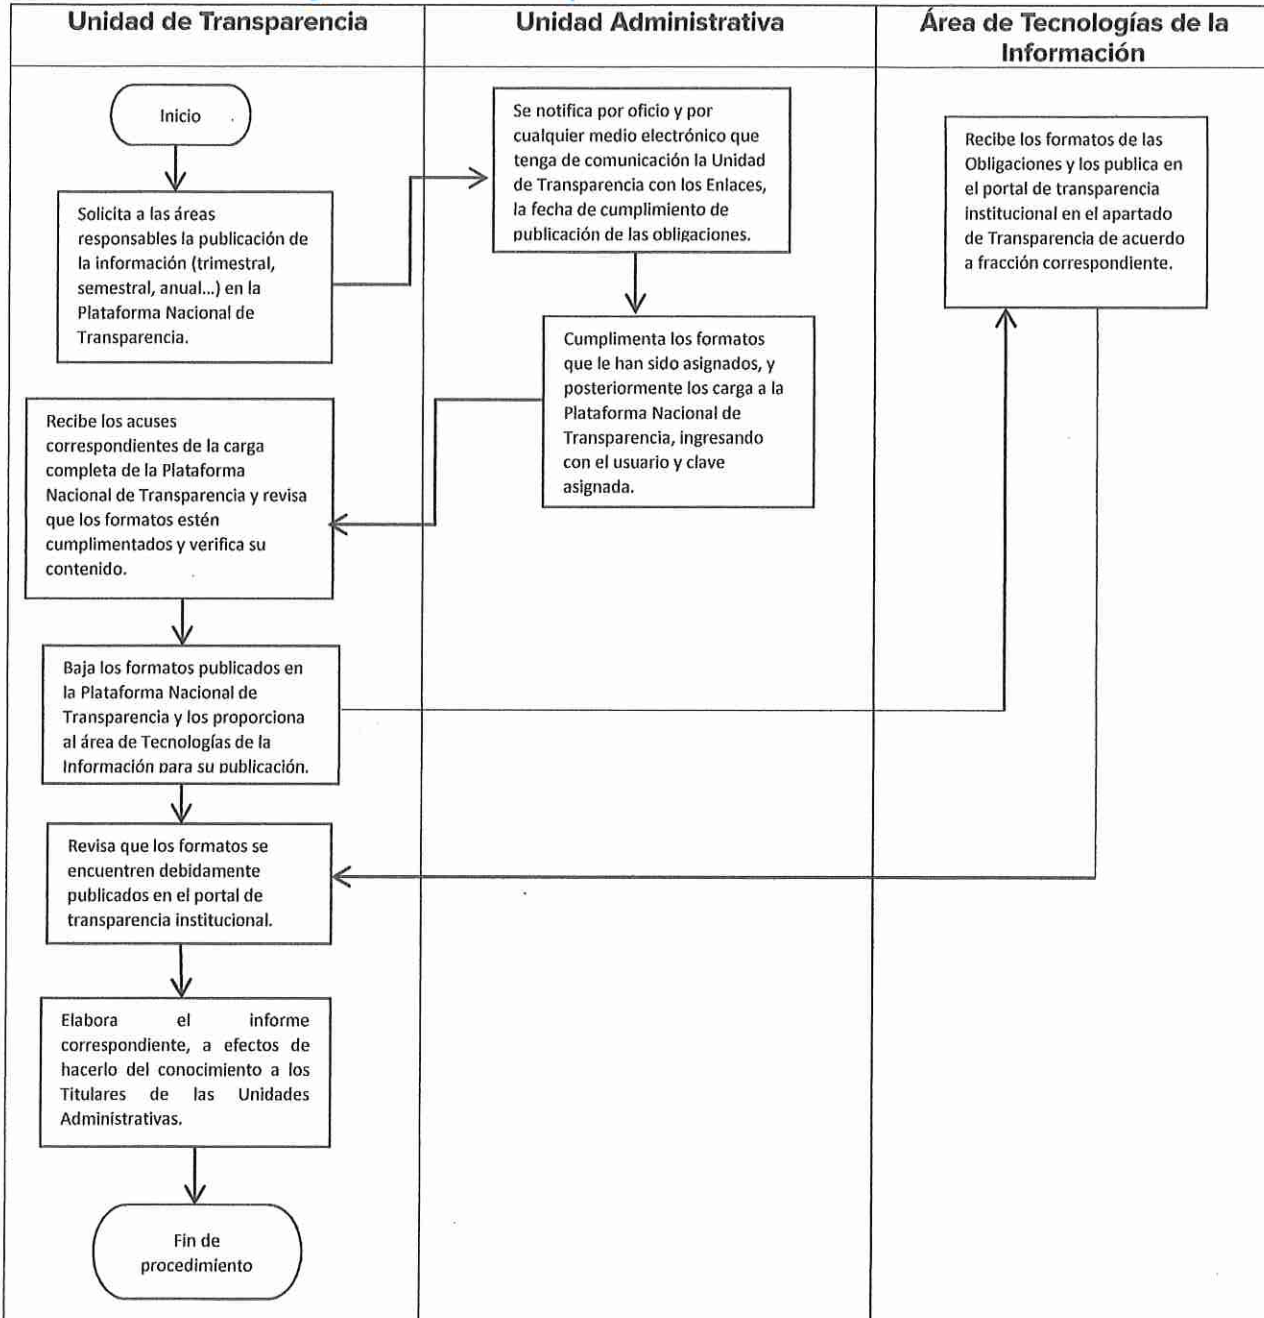 Unidad de Transparencia
Unidad Administrativa
Área de Tecnologías de la
Información
Inicio
Solicita a las áreas
responsables la publicación de
la información (trimestral,
semestral, anual...) en la
Plataforma Nacional de
Transparencia.
Se notifica por oficio y por
cualquier medio electrónico que
tenga de comunicación la Unidad
de Transparencia con los Enlaces,
la fecha de cumplimiento de
publicación de las obligaciones.
Cumplimenta los formatos
que le han sido asignados, y
posteriormente los carga a la
Plataforma Nacional de
Transparencia, ingresando
con el usuario y clave
asignada.
Recibe los acuses
correspondientes de la carga
completa de la Plataforma
Nacional de Transparencia y revisa
que los formatos estén
cumplimentados y verifica su
contenido.
Baja los formatos publicados en
la Plataforma Nacional de
Transparencia y los proporciona
al área de Tecnologías de la
Información para su publicación.
Recibe los formatos de las
Obligaciones y los publica en
el portal de transparencia
institucional en el apartado
de Transparencia de acuerdo
a fracción correspondiente.
Revisa que los formatos se
encuentren debidamente
publicados en el portal de
transparencia institucional.
Elabora el informe
correspondiente, a efectos de
hacerlo del conocimiento a los
Titulares de las Unidades
Administrativas.
Fin de
procedimiento